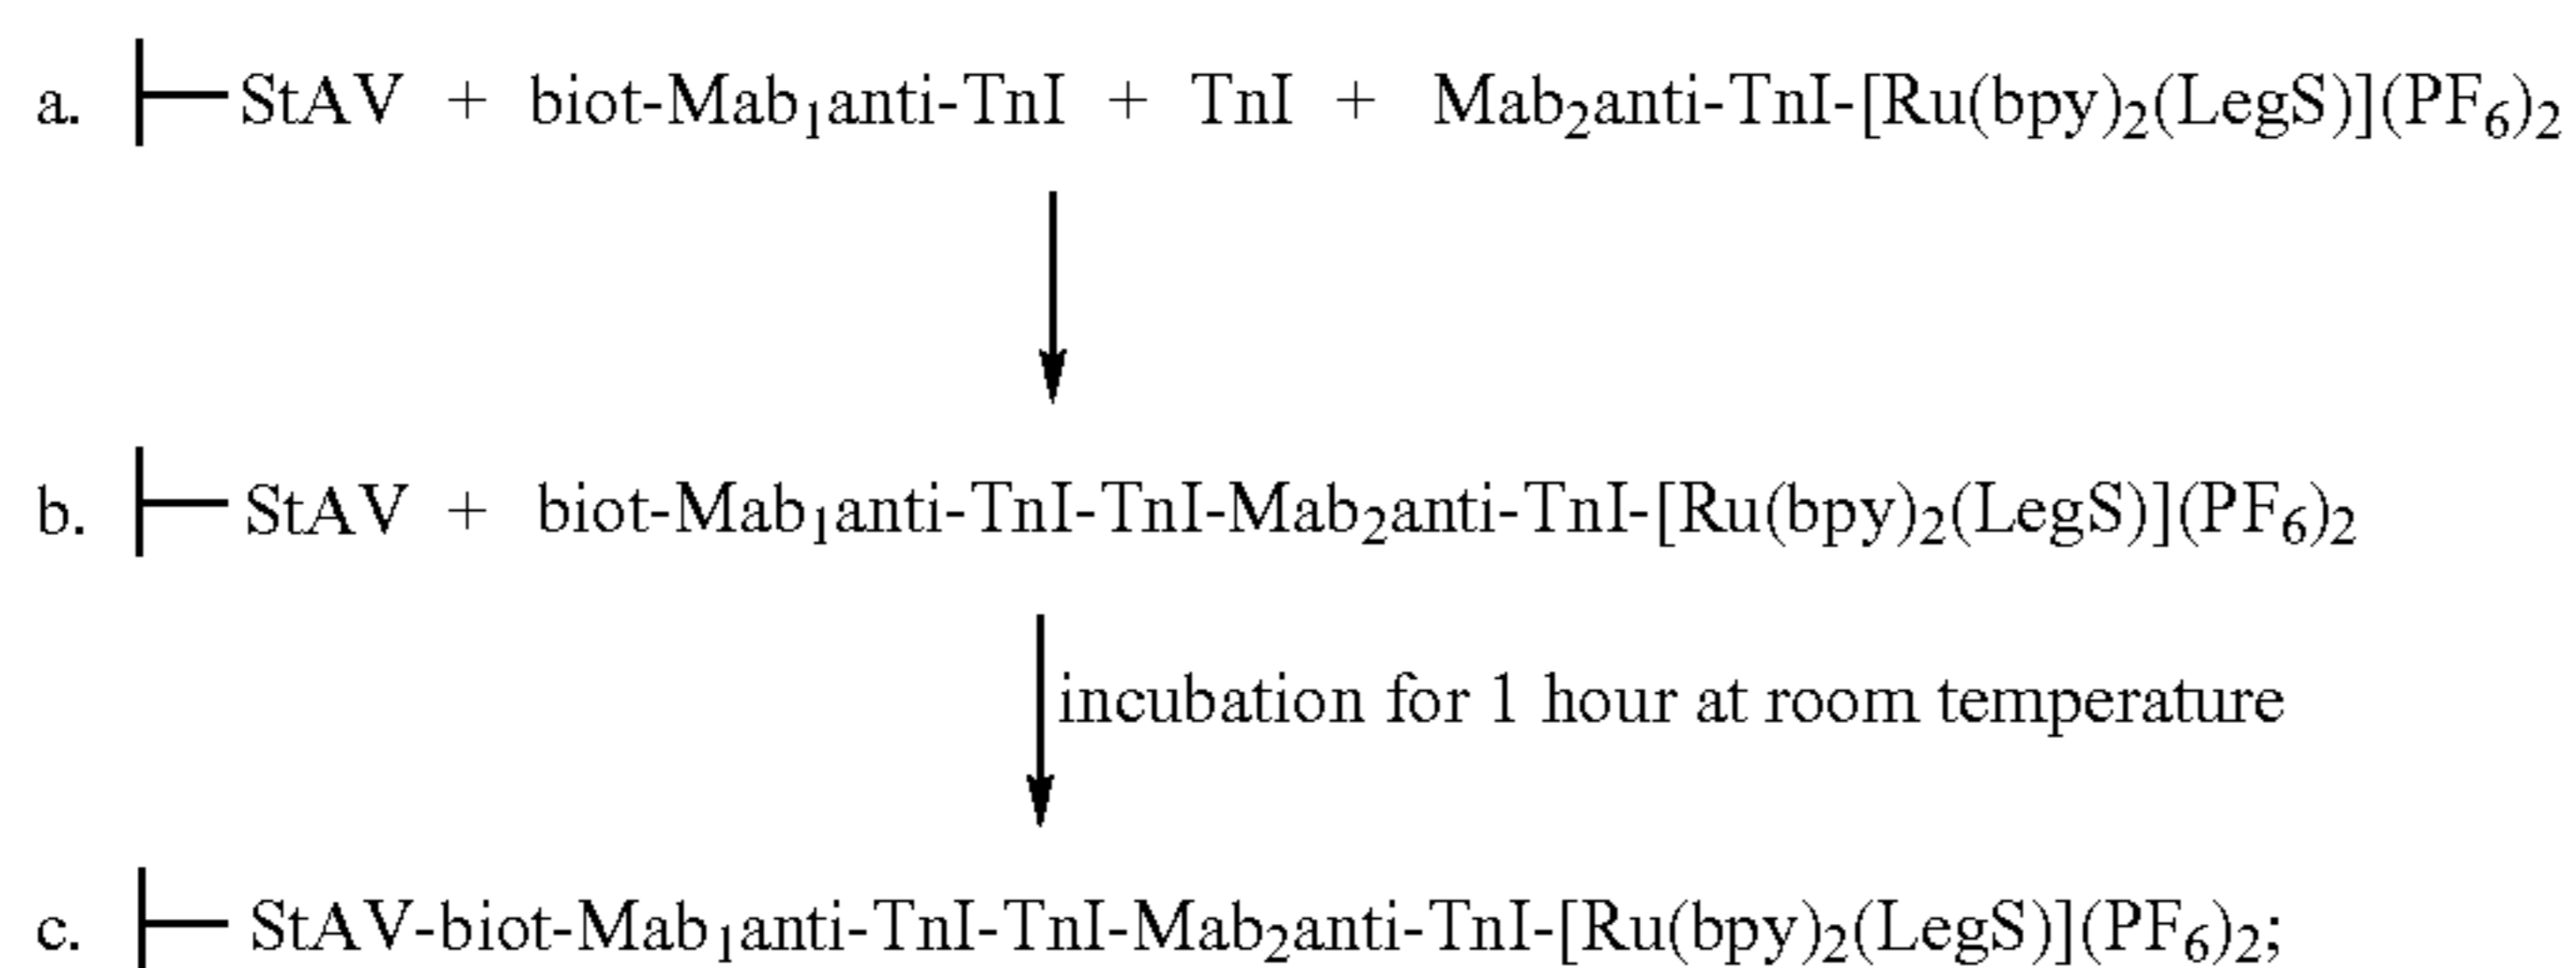 a. StAV + biot-Mab₁anti-TnI + TnI + Mab₂anti-TnI-[Ru(bpy)₂(LegS)](PF₆)₂
b. StAV + biot-Mab₁anti-TnI-TnI-Mab₂anti-TnI-[Ru(bpy)₂(LegS)](PF₆)₂
incubation for 1 hour at room temperature
c. StAV-biot-Mab₁anti-TnI-TnI-Mab₂anti-TnI-[Ru(bpy)₂(LegS)](PF₆)₂;